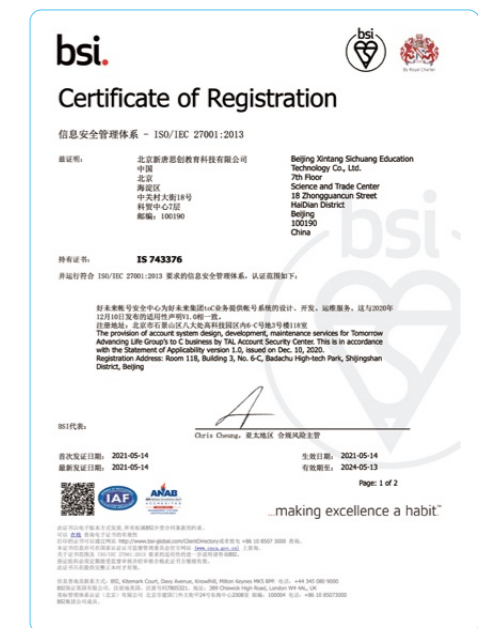 bsi.
bsi
By Royal Charter
Certificate of Registration
信息安全管理体系 - ISO/IEC 27001:2013
兹证明:
北京新唐思创教育科技有限公司
中国
北京
海淀区
中关村大街18号
科贸中心7层
邮编: 100190
Beijing Xintang Sichuang Education
Technology Co., Ltd.
7th Floor
Science and Trade Center
18 Zhongguancun Street
HaiDian District
Beijing
100190
China
持有证书:
IS 743376
并运行符合 ISO/IEC 27001:2013 要求的信息安全管理体系, 认证范围如下:
好未来帐号安全中心为好未来集团toC业务提供帐号系统的设计、开发、运维服务, 这与2020年
12月10日发布的适用性声明V1.0相一致。
注册地址: 北京市石景山区八大处高科技园区内6-C号地3号楼118室
The provision of account system design, development, maintenance services for Tomorrow
Advancing Life Group's to C business by TAL Account Security Center. This is in accordance
with the Statement of Applicability version 1.0, issued on Dec. 10, 2020.
Registration Address: Room 118, Building 3, No. 6-C, Badachu High-tech Park, Shijingshan
District, Beijing
BSI代表:
Chris Cheung, 亚太地区 合规风险主管
首次发证日期: 2021-05-14
生效日期: 2021-05-14
最新发证日期: 2021-05-14
有效期至: 2024-05-13
Page: 1 of 2
IAF
ANAB
ACCREDITED
...making excellence a habit.™